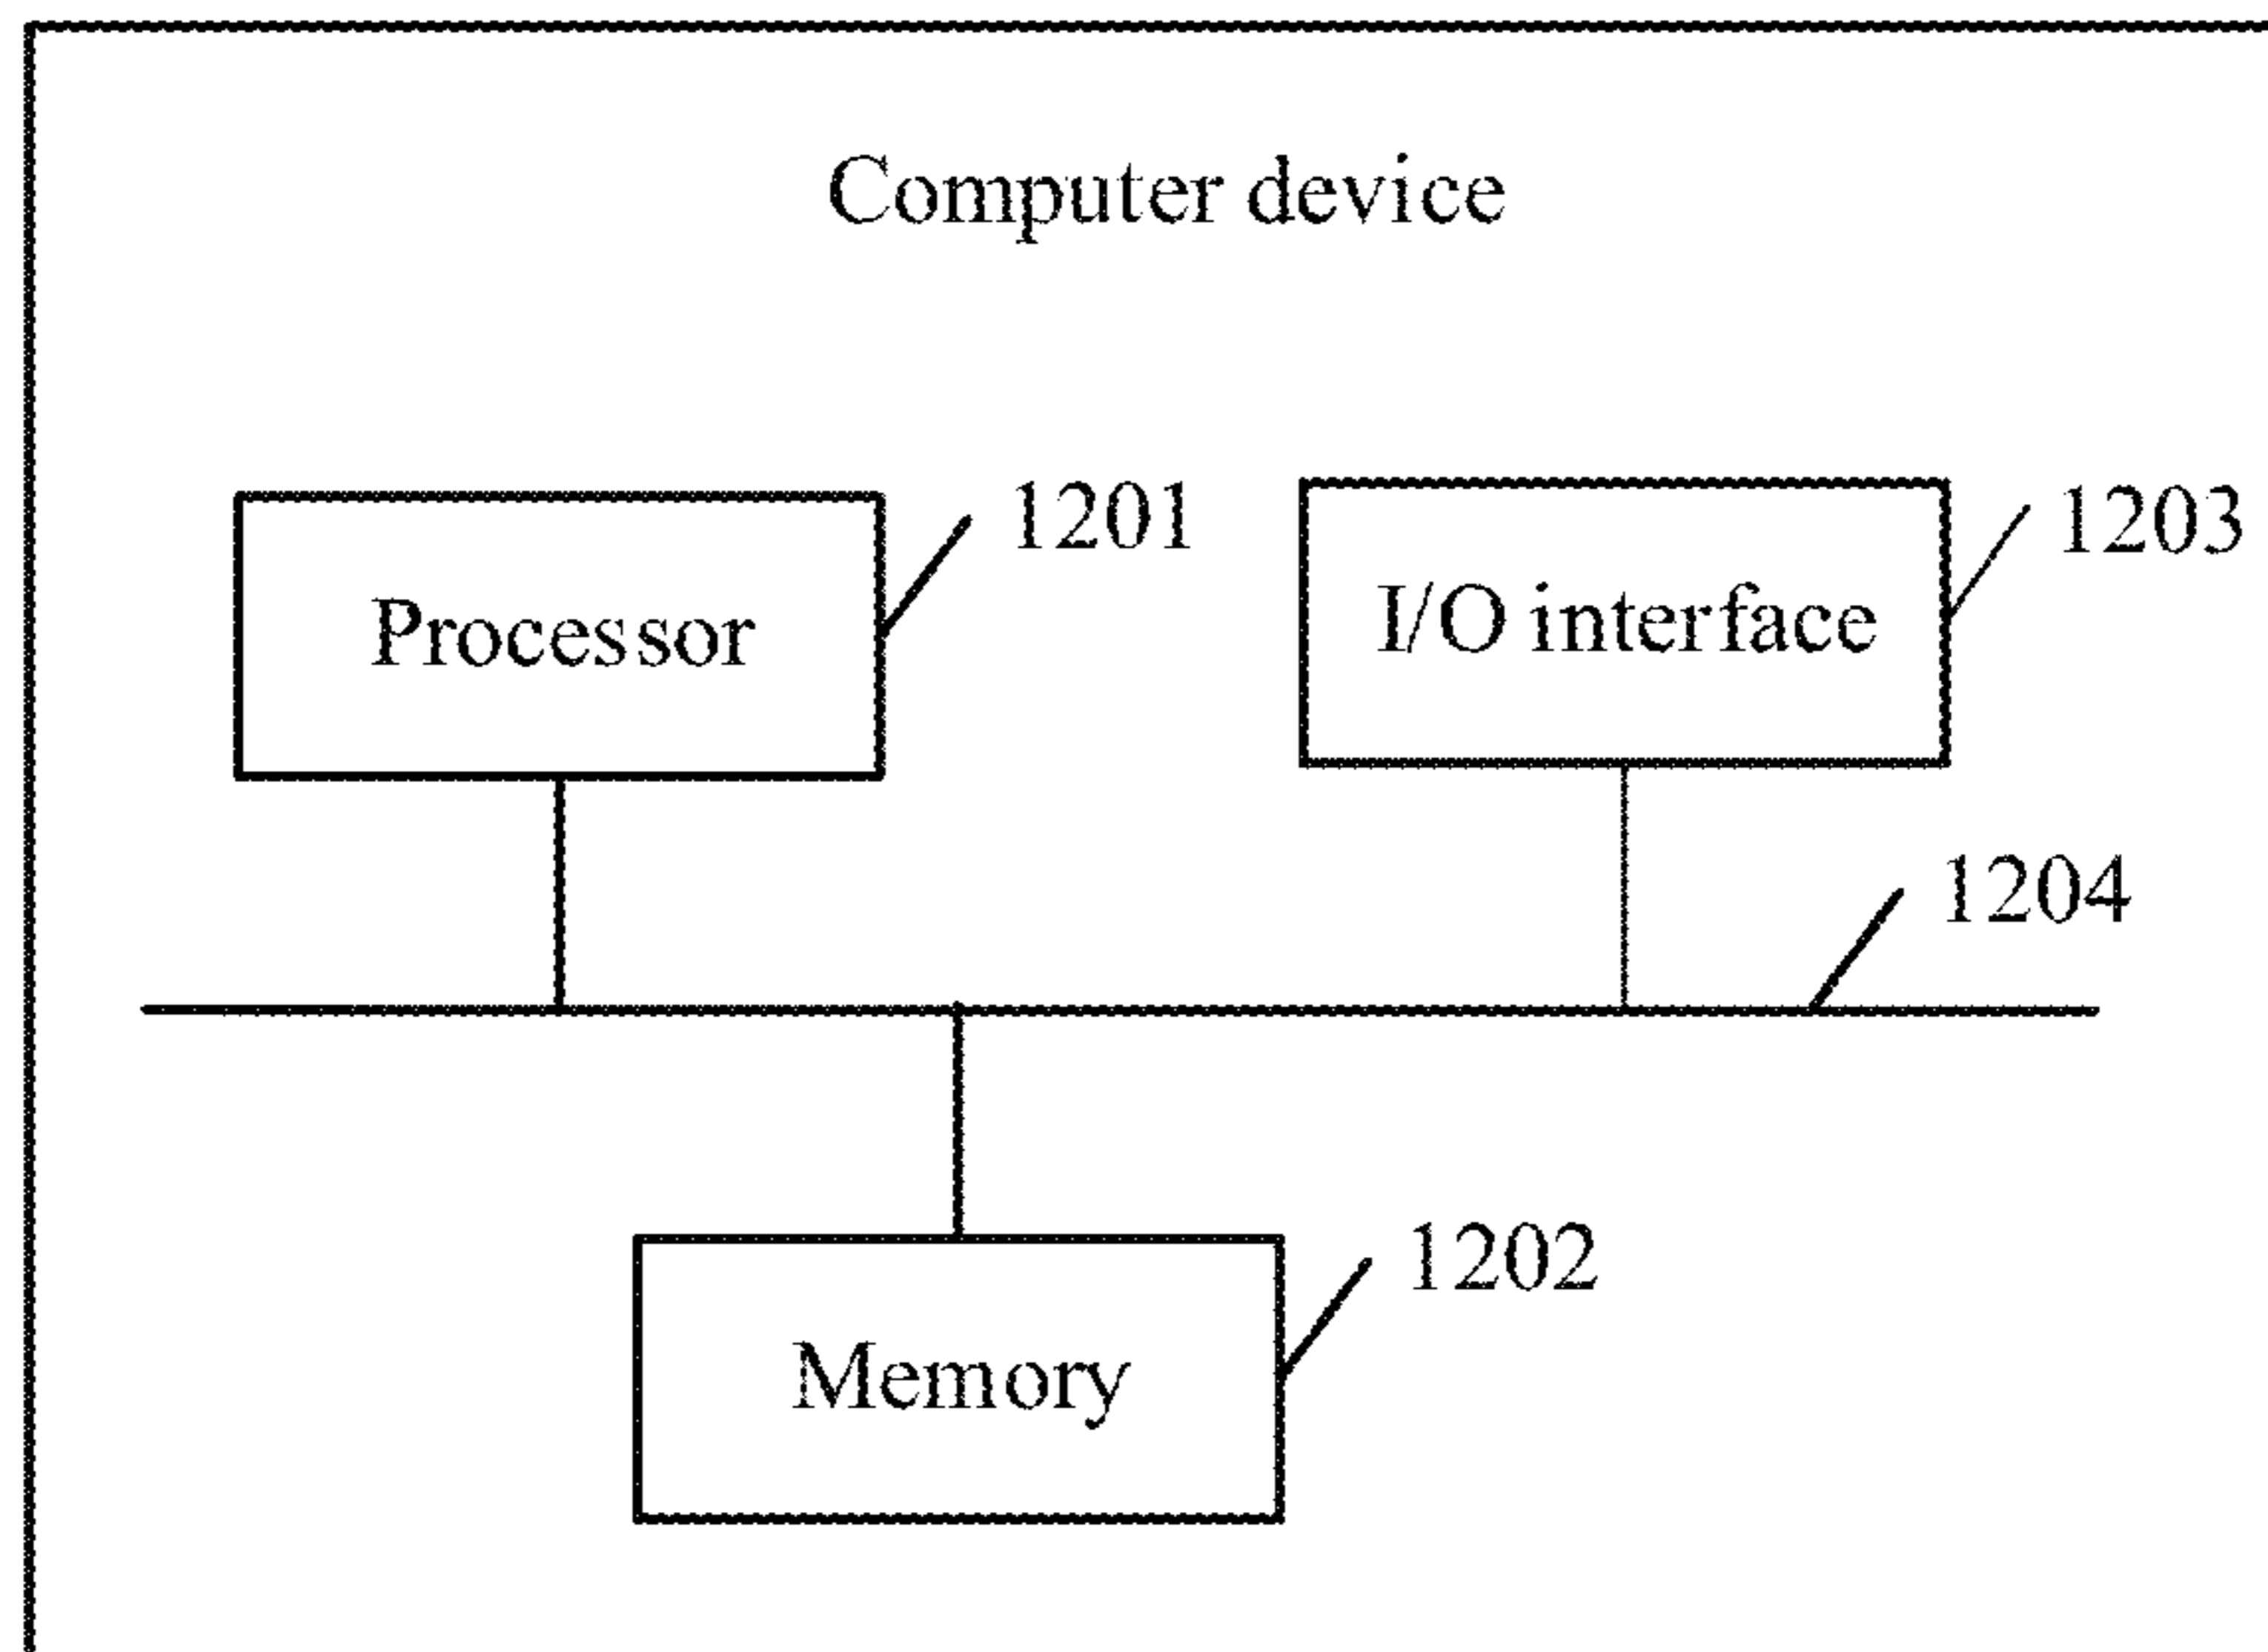 Computer device
1201
Processor
1203
I/O interface
1204
1202
Memory